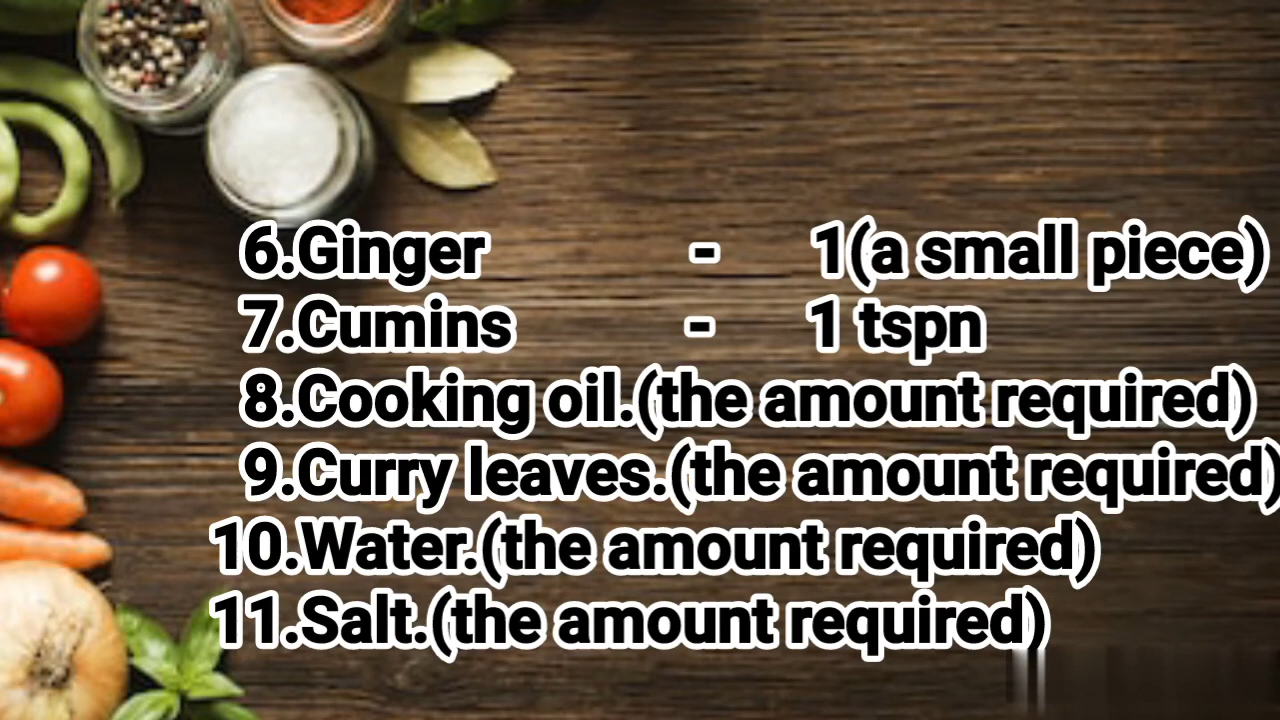 6.Ginger - 1(a small piece)
7.Cumins - 1 tspn
8.Cooking oil.(the amount required)
9.Curry leaves.(the amount required)
10.Water.(the amount required)
11.Salt.(the amount required)